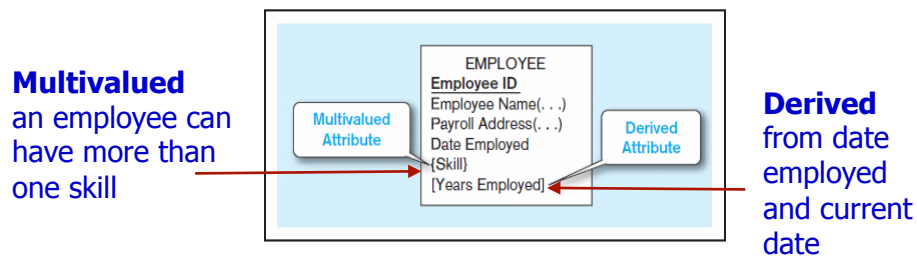 Multivalued
an employee can
have more than
one skill
Multivalued
Attribute
EMPLOYEE
Employee ID
Employee Name(. . .)
Payroll Address(. . .)
Date Employed
{Skill}
[Years Employed]
Derived
Attribute
Derived
from date
employed
and current
date